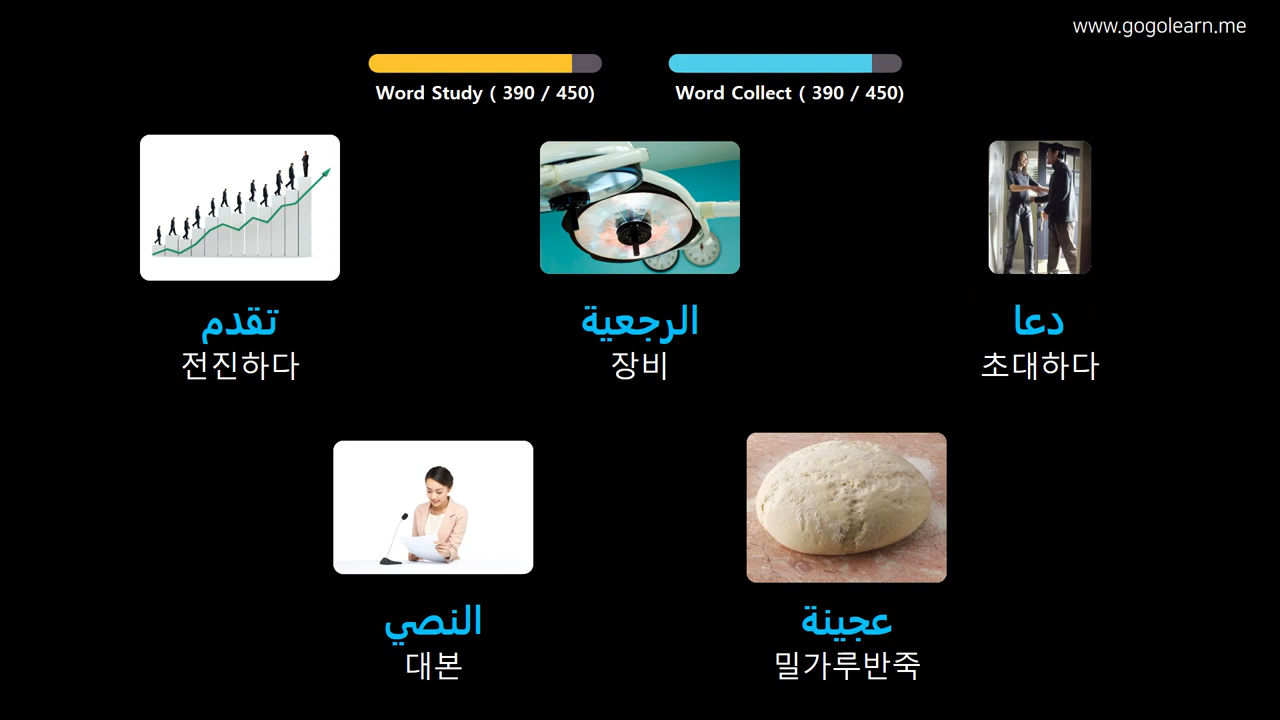 www.gogolearn.me
Word Study ( 390 / 450)
Word Collect ( 390 / 450)
تقدم
전진하다
الرجعية
장비
دعا
초대하다
النصي
대본
عجينة
밀가루반죽